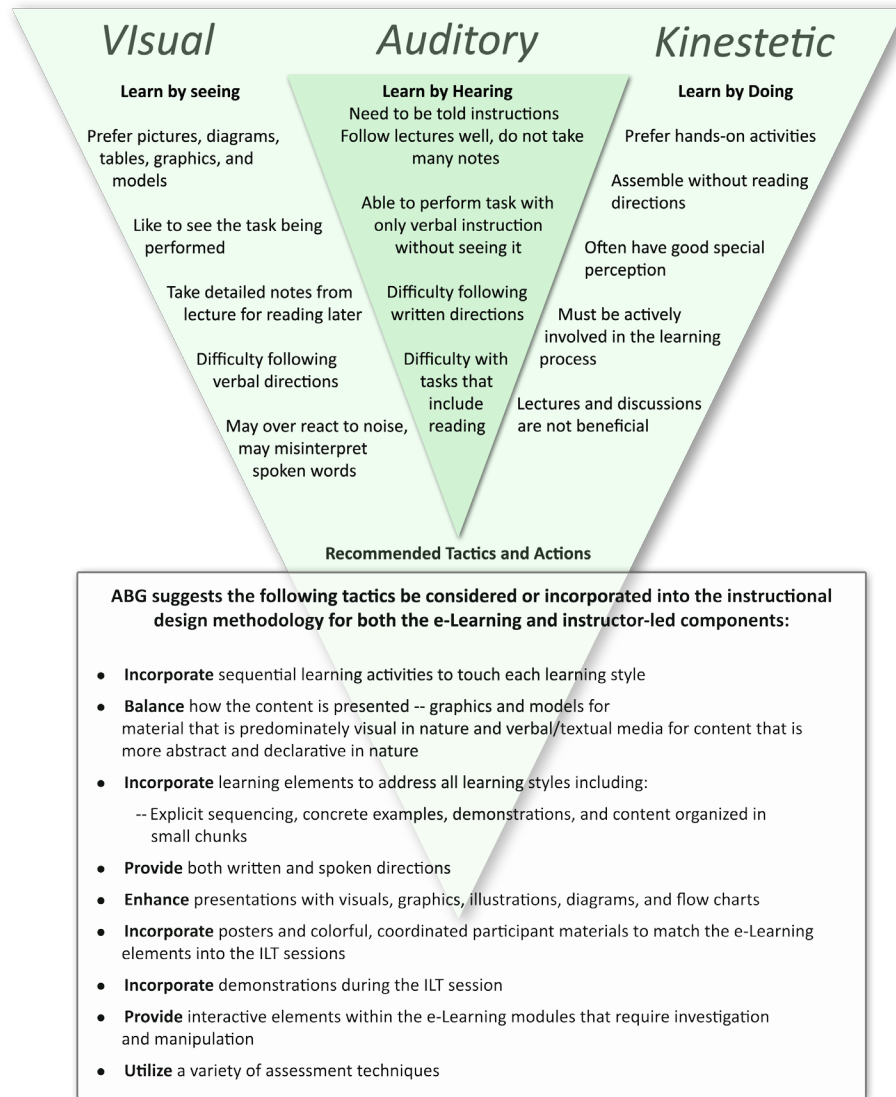 VIsual
Learn by seeing
Prefer pictures, diagrams,
tables, graphics, and
models
Like to see the task being
performed
Take detailed notes from
lecture for reading later
Difficulty following
verbal directions
May over react to noise,
may misinterpret
spoken words
Auditory
Learn by Hearing
Need to be told instructions
Follow lectures well, do not take
many notes
Able to perform task with
only verbal instruction
without seeing it
Difficulty following
written directions
Difficulty with
tasks that
include
reading
Kinestetic
Learn by Doing
Prefer hands-on activities
Assemble without reading
directions
Often have good special
perception
Must be actively
involved in the learning
process
Lectures and discussions
are not beneficial
Recommended Tactics and Actions
ABG suggests the following tactics be considered or incorporated into the instructional
design methodology for both the e-Learning and instructor-led components:
• Incorporate sequential learning activities to touch each learning style
• Balance how the content is presented -- graphics and models for
material that is predominately visual in nature and verbal/textual media for content that is
more abstract and declarative in nature
• Incorporate learning elements to address all learning styles including:
-- Explicit sequencing, concrete examples, demonstrations, and content organized in
small chunks
• Provide both written and spoken directions
• Enhance presentations with visuals, graphics, illustrations, diagrams, and flow charts
• Incorporate posters and colorful, coordinated participant materials to match the e-Learning
elements into the ILT sessions
• Incorporate demonstrations during the ILT session
• Provide interactive elements within the e-Learning modules that require investigation
and manipulation
• Utilize a variety of assessment techniques